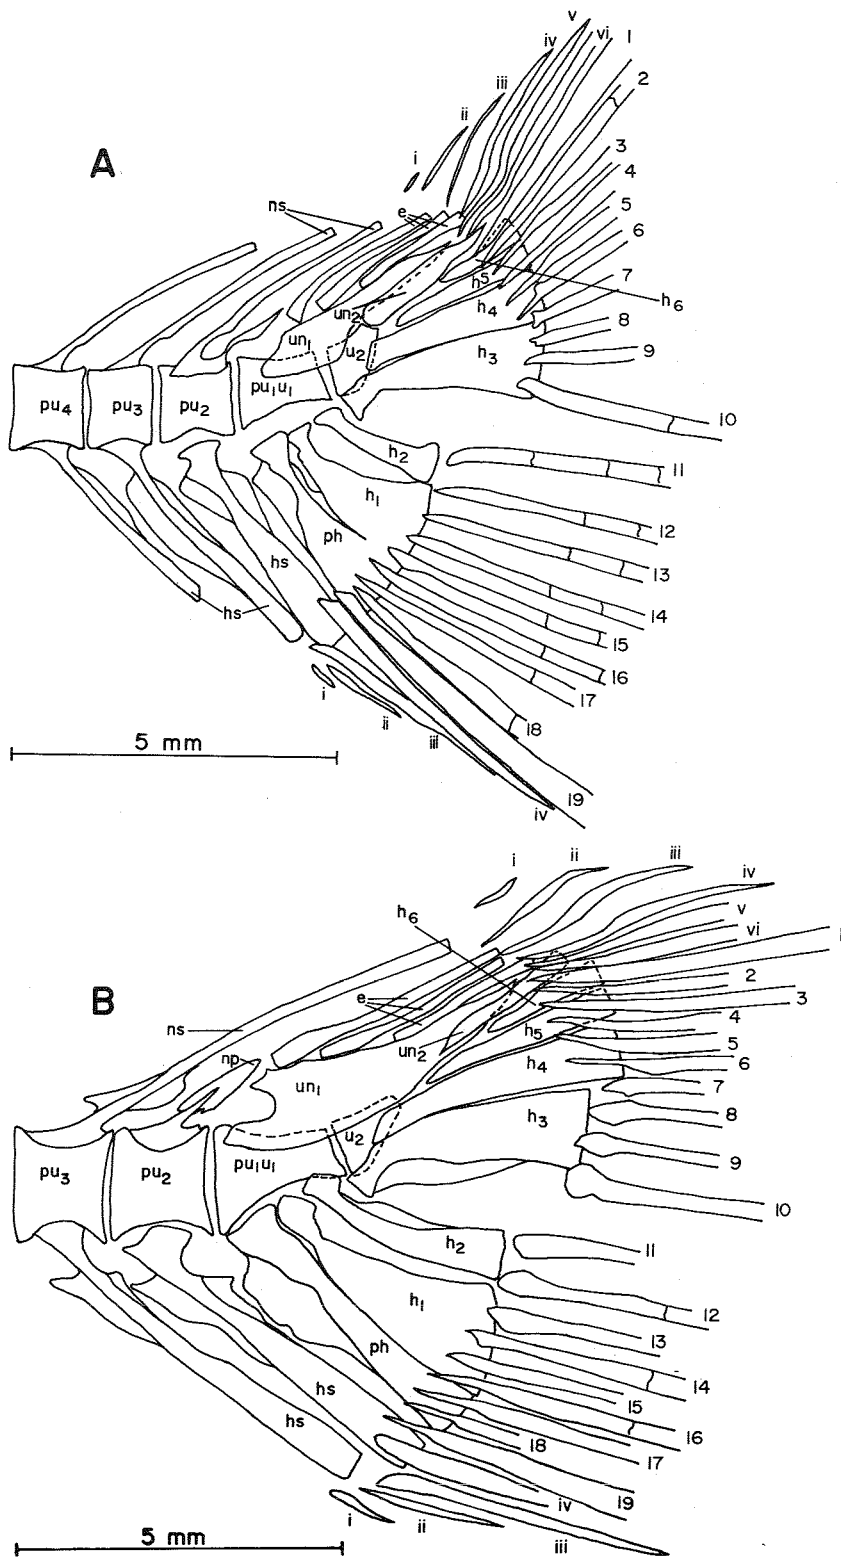 A
i
ii
iii
iv
v
vi
1
2
3
4
5
6
7
8
9
10
11
12
13
14
15
16
17
18
19
ns
e
h5
h6
h4
un2
un1
u2
h3
pu4
pu3
pu2
pu1u1
h2
h1
ph
hs
hs
i
ii
iii
iv
5 mm
B
i
ii
iii
iv
v
vi
2
3
4
5
6
7
8
9
10
11
12
13
14
15
16
17
18
19
h6
e
ns
np
un2
h5
h4
un1
h3
u2
pu3
pu2
pu1u1
h2
h1
ph
hs
hs
i
ii
iii
iv
5 mm